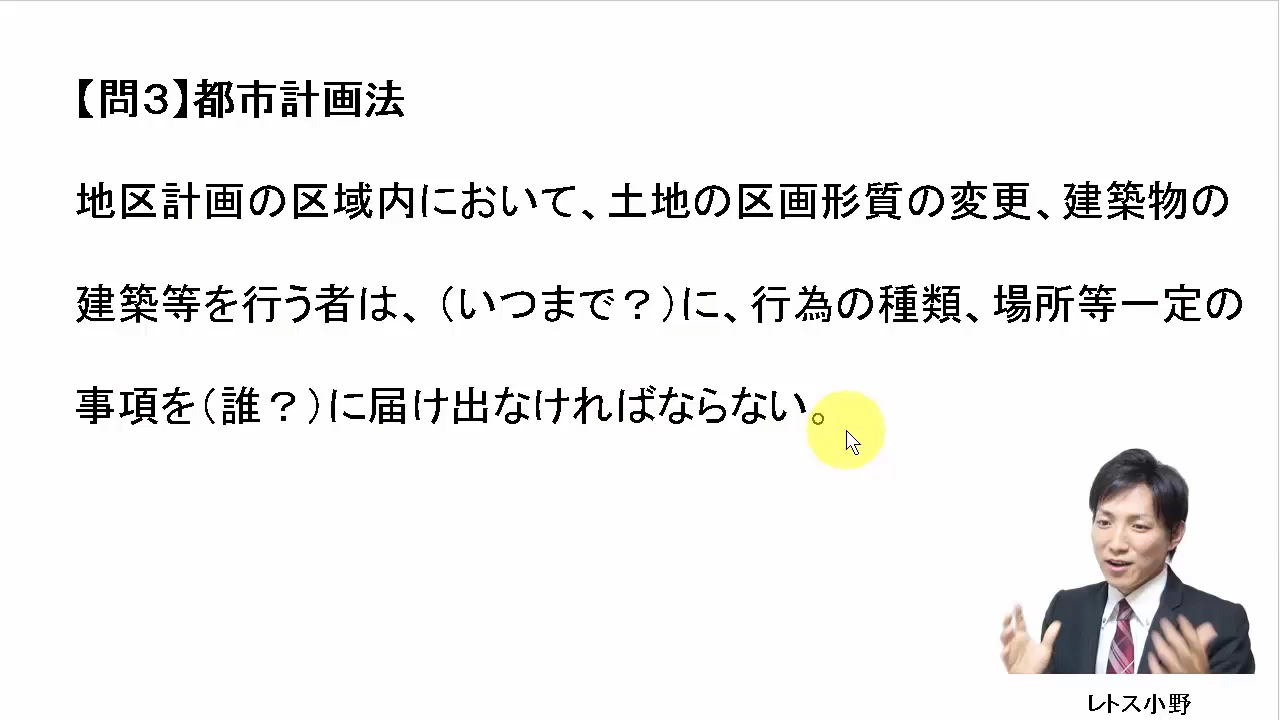 【問３】都市計画法
地区計画の区域内において、土地の区画形質の変更、建築物の
建築等を行う者は、（いつまで？）に、行為の種類、場所等一定の
事項を（誰？）に届け出なければならない。
レトス小野